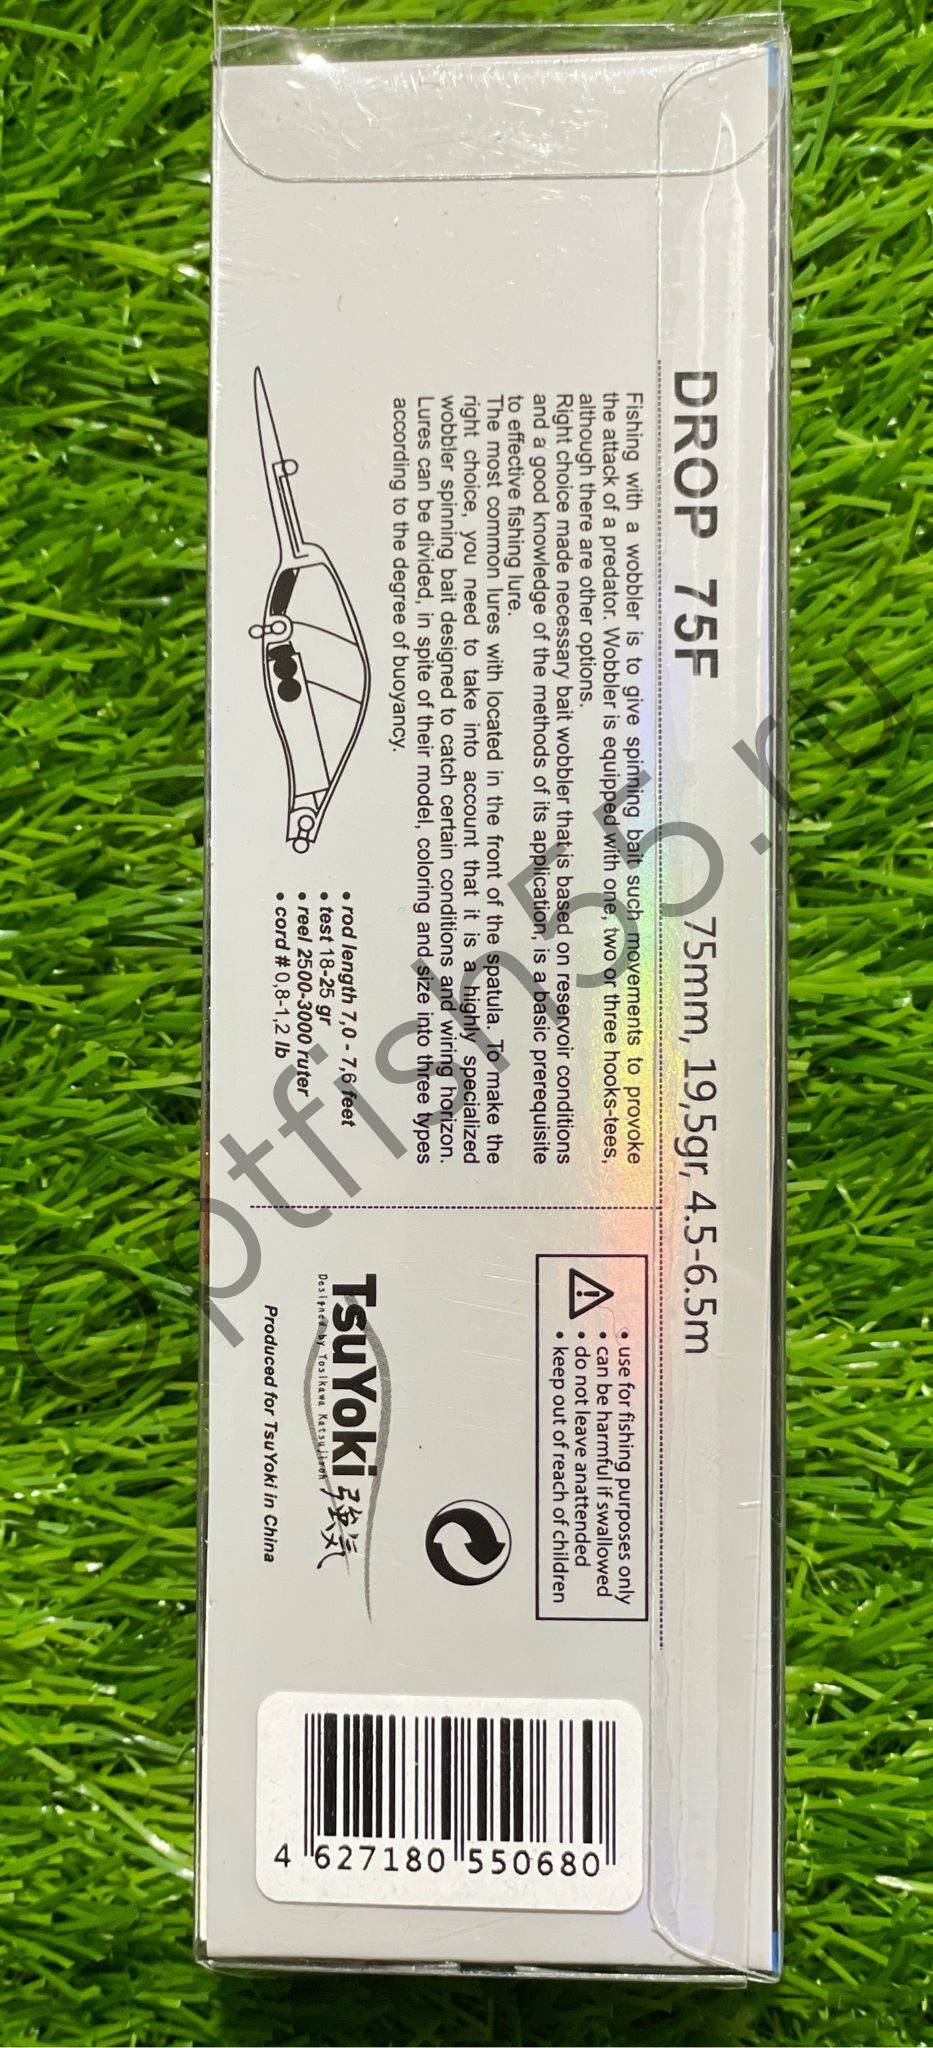 DROP 75F 75mm, 19,5gr, 4.5-6.5m
Fishing with a wobbler is to give spinning bait such movements to provoke
the attack of a predator. Wobbler is equipped with one, two or three hooks-tees,
although there are other options.
Right choice made necessary bait wobbler that is based on reservoir conditions
and a good knowledge of the methods of its application, is a basic prerequisite
to effective fishing lure.
The most common lures with located in the front of the spatula. To make the
right choice, you need to take into account that it is a highly specialized
wobbler spinning bait designed to catch certain conditions and wiring horizon.
Lures can be divided, in spite of their model, coloring and size into three types
according to the degree of buoyancy.
• rod length 7,0 - 7,6 feet
• test 18-25 gr
• reel 2500-3000 ruter
• cord # 0,8-1,2 lb
• use for fishing purposes only
• can be harmful if swallowed
• do not leave anattended
• keep out of reach of children
TsuYoki 強気
Designed by Yosikawa Katsujiroh
Produced for TsuYoki in China
4 627180 550680
optfish55.ru